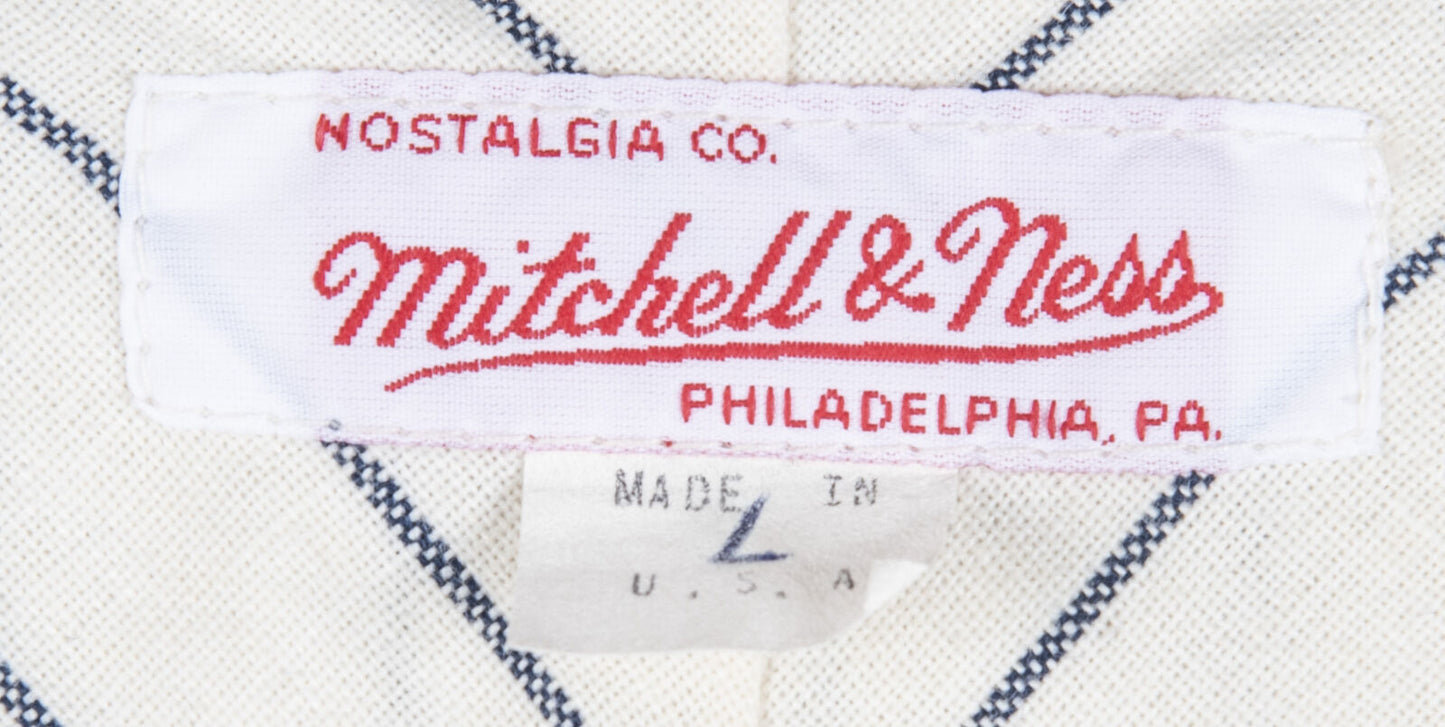 NOSTALGIA CO.
Mitchell & Ness
PHILADELPHIA, PA.
MADE IN
L
U.S.A